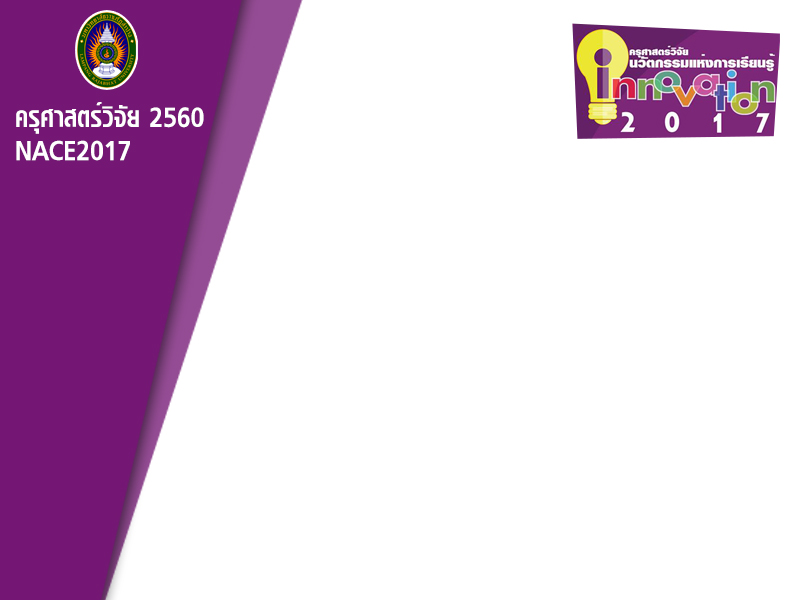 ครุศาสตร์วิจัย 2560
NACE2017
ครุศาสตร์วิจัย
นวัตกรรมแห่งการเรียนรู้
innovation
2017